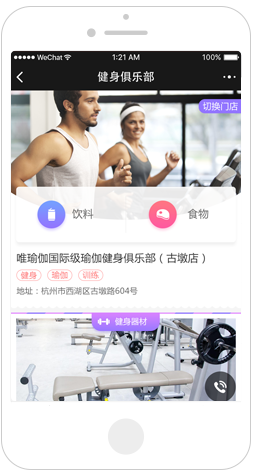 WeChat 1:21 AM 100%
健身俱乐部
切换门店
饮料 食物
唯瑜伽国际级瑜伽健身俱乐部（古墩店）
健身 瑜伽 训练
地址：杭州市西湖区古墩路604号
健身器材